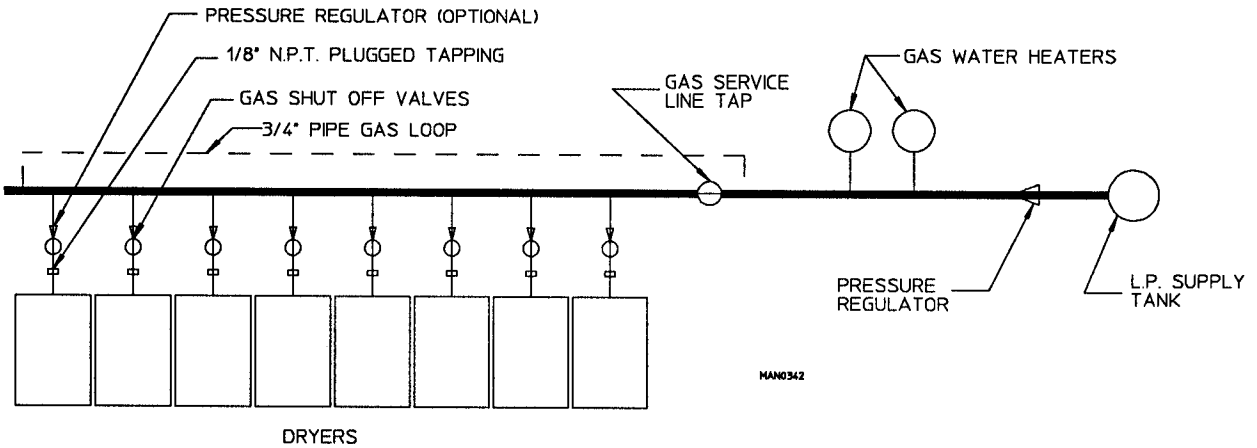 PRESSURE REGULATOR (OPTIONAL)
1/8" N.P.T. PLUGGED TAPPING
GAS SHUT OFF VALVES
3/4" PIPE GAS LOOP
GAS SERVICE
LINE TAP
GAS WATER HEATERS
PRESSURE
REGULATOR
L.P. SUPPLY
TANK
MAN0342
DRYERS